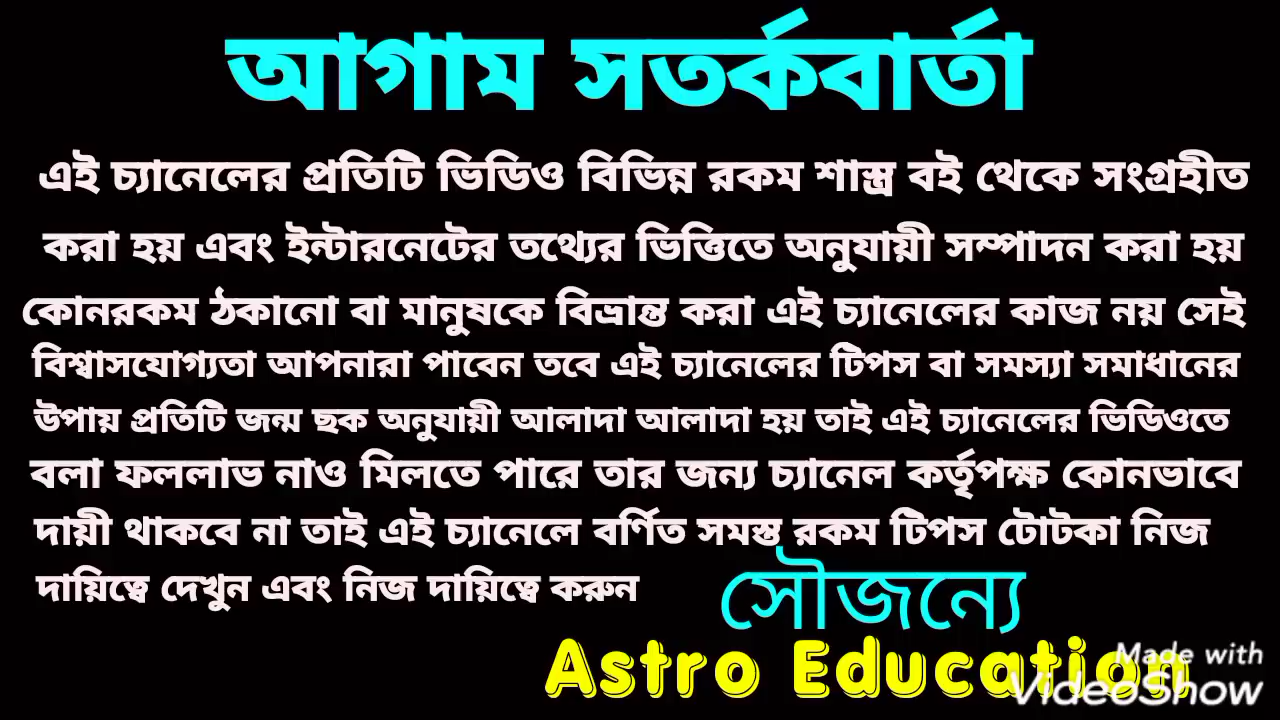 আগাম সতর্কবার্তা
এই চ্যানেলের প্রতিটি ভিডিও বিভিন্ন রকম শাস্ত্র বই থেকে সংগ্রহীত
করা হয় এবং ইন্টারনেটের তথ্যের ভিত্তিতে অনুযায়ী সম্পাদন করা হয়
কোনরকম ঠকানো বা মানুষকে বিভ্রান্ত করা এই চ্যানেলের কাজ নয় সেই
বিশ্বাসযোগ্যতা আপনারা পাবেন তবে এই চ্যানেলের টিপস বা সমস্যা সমাধানের
উপায় প্রতিটি জন্ম ছক অনুযায়ী আলাদা আলাদা হয় তাই এই চ্যানেলের ভিডিওতে
বলা ফললাভ নাও মিলতে পারে তার জন্য চ্যানেল কর্তৃপক্ষ কোনভাবে
দায়ী থাকবে না তাই এই চ্যানেলে বর্ণিত সমস্ত রকম টিপস টোটকা নিজ
দায়িত্বে দেখুন এবং নিজ দায়িত্বে করুন
সৌজন্যে
Astro Education
Made with
VideoShow